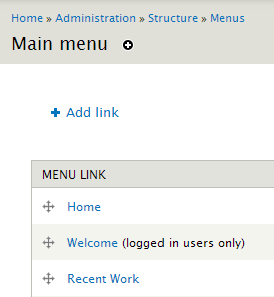 Home » Administration » Structure » Menus
Main menu
Add link
MENU LINK
Home
Welcome (logged in users only)
Recent Work